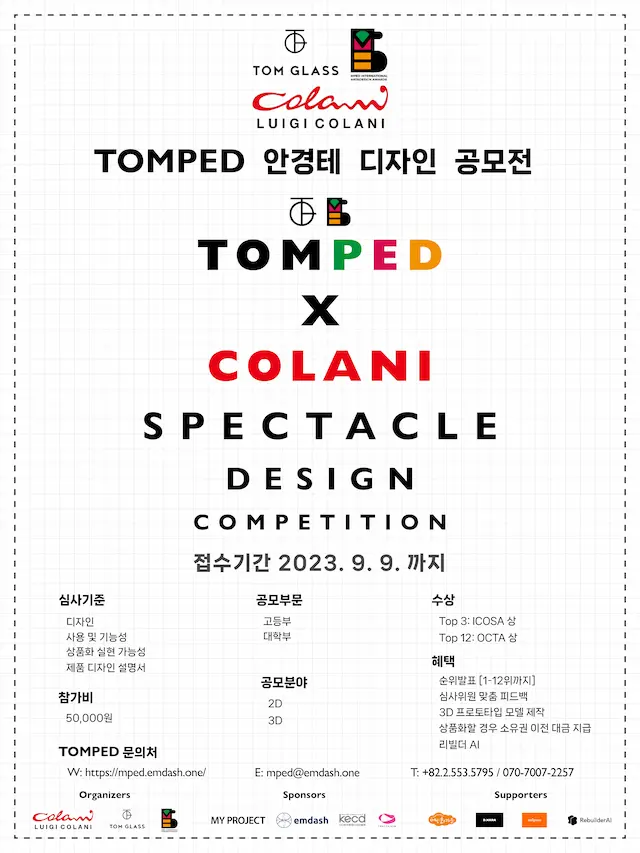 TOM GLASS
MPED INTERNATIONAL
Colani
LUIGI COLANI
TOMPED 안경테 디자인 공모전
TOMPED
X
COLANI
SPECTACLE
DESIGN
COMPETITION
접수기간 2023. 9. 9. 까지
심사기준
디자인
사용 및 기능성
상품화 실현 가능성
제품 디자인 설명서
참가비
50,000원
공모부문
고등부
대학부
공모분야
2D
3D
수상
Top 3: ICOSA 상
Top 12: OCTA 상
혜택
순위발표 [1-12위까지]
심사위원 맞춤 피드백
3D 프로토타입 모델 제작
상품화할 경우 소유권 이전 대금 지급
리빌더 AI
TOMPED 문의처
W: https://mped.emdash.one/
E: mped@emdash.one
T: +82.2.553.5795 / 070-7007-2257
Organizers
Colani
LUIGI COLANI
TOM GLASS
Sponsors
MY PROJECT
emdash
kecd
Supporters
RebuilderAI